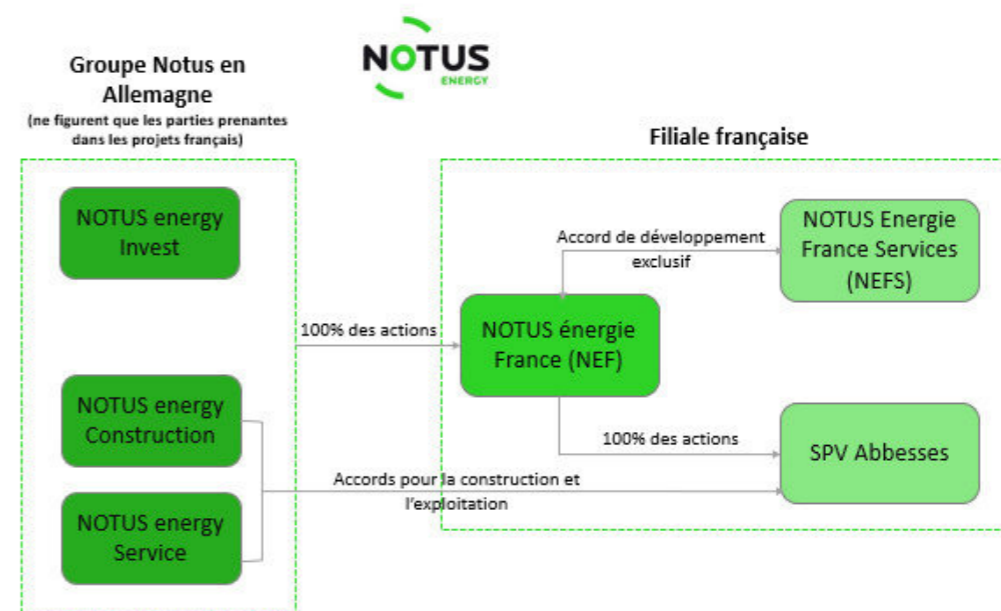 NOTUS
ENERGY
Groupe Notus en
Allemagne
(ne figurent que les parties prenantes
dans les projets français)
NOTUS energy
Invest
NOTUS energy
Construction
NOTUS energy
Service
100% des actions
Filiale française
Accord de développement
exclusif
NOTUS Energie
France Services
(NEFS)
NOTUS énergie
France (NEF)
100% des actions
SPV Abbesses
Accords pour la construction et
l'exploitation